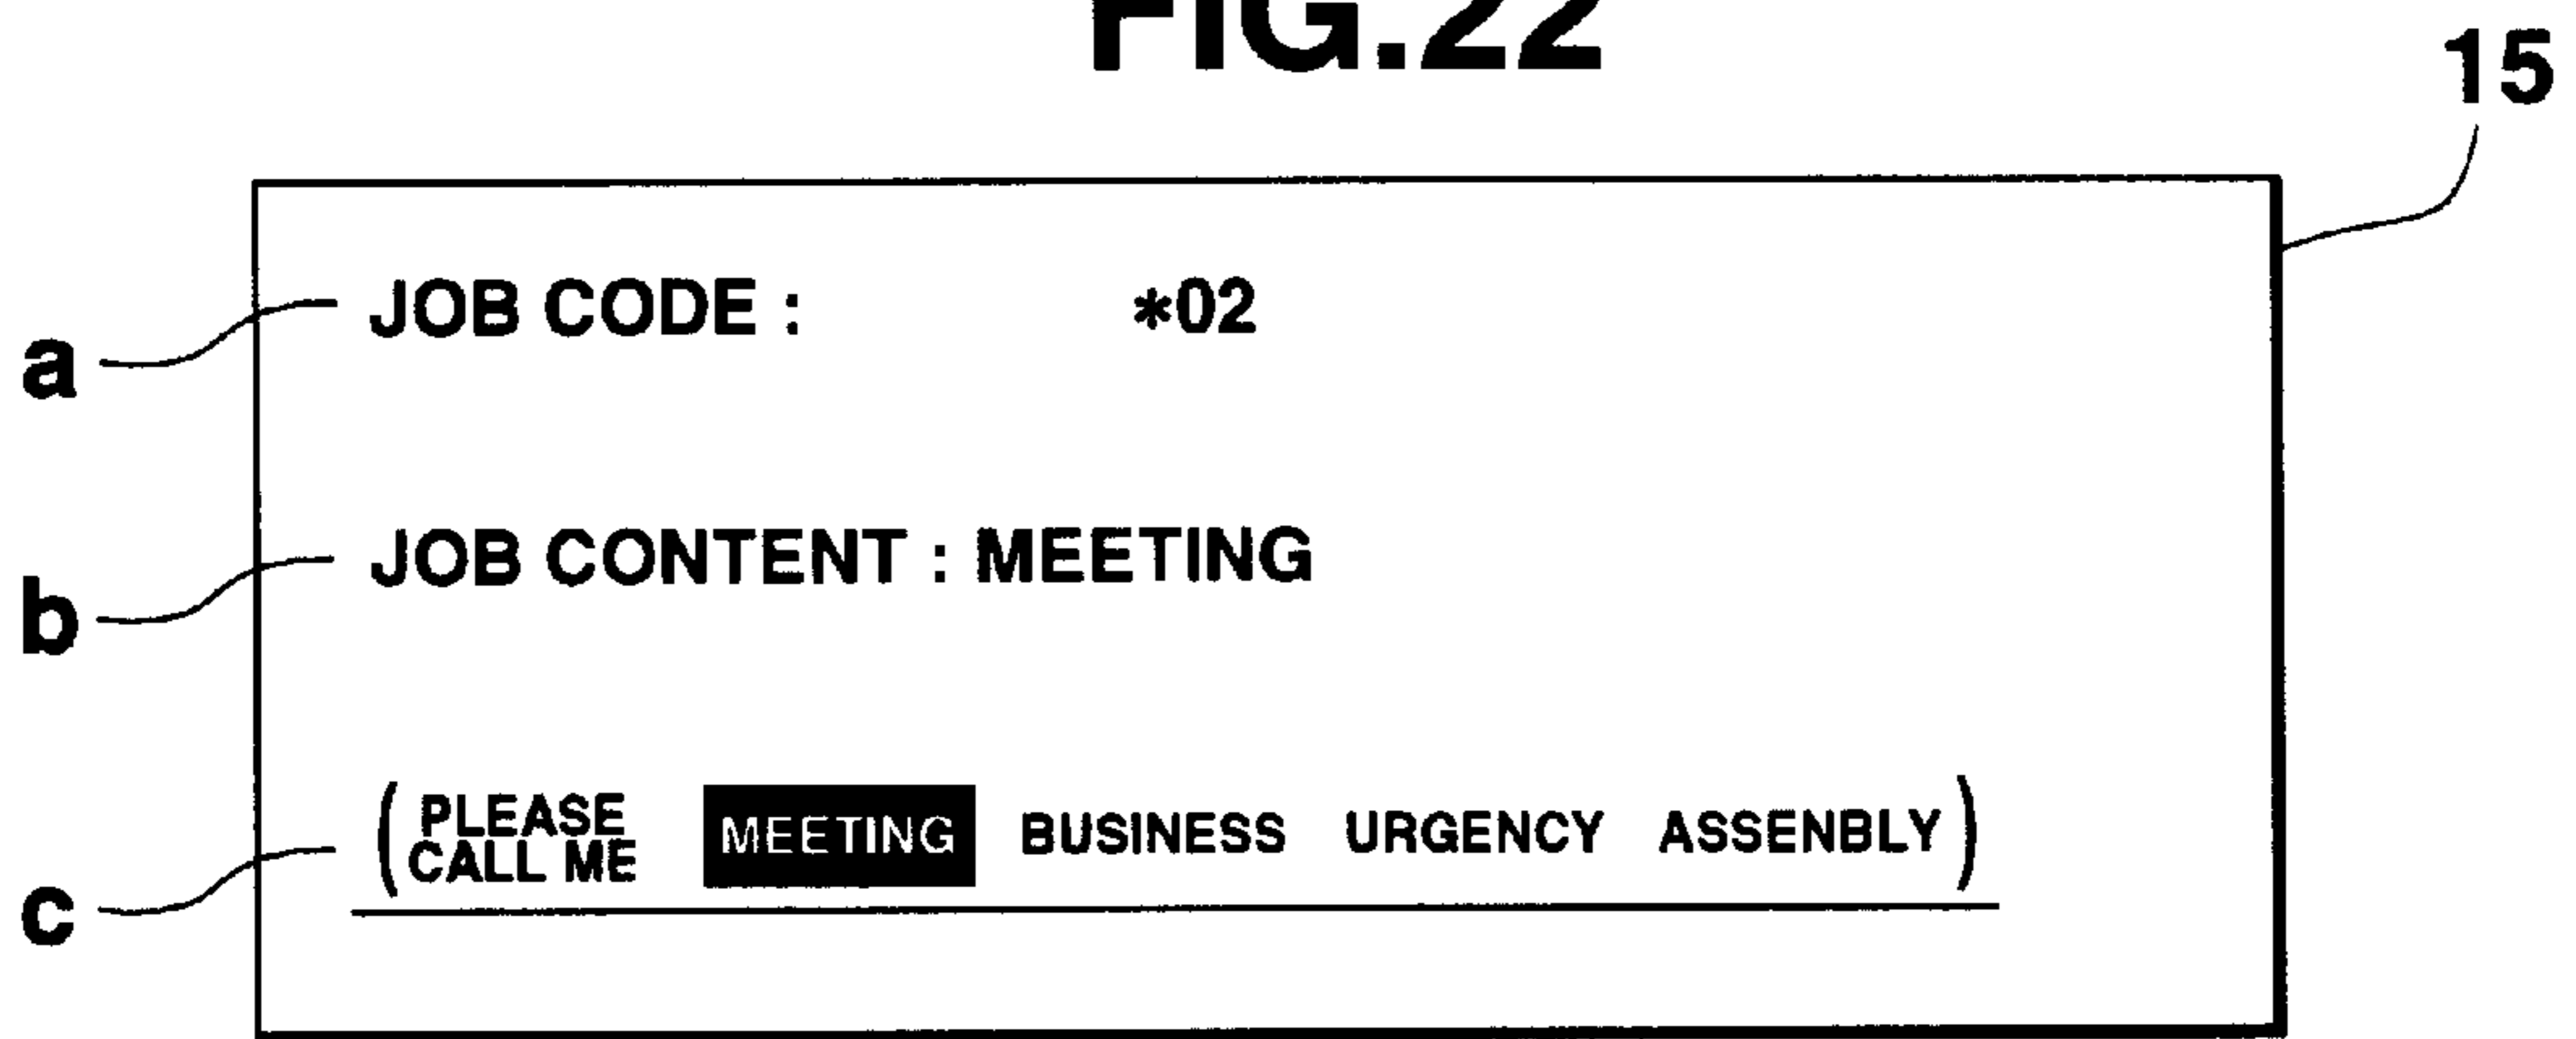 FIG.22
15
a JOB CODE : *02
b JOB CONTENT : MEETING
c (PLEASE CALL ME MEETING BUSINESS URGENCY ASSENBLY)